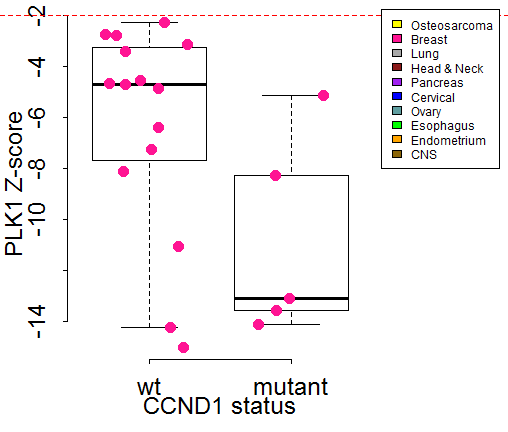 -2
-4
-6
-8
-10
-14
PLK1 Z-score
Osteosarcoma
Breast
Lung
Head & Neck
Pancreas
Cervical
Ovary
Esophagus
Endometrium
CNS
wt mutant
CCND1 status